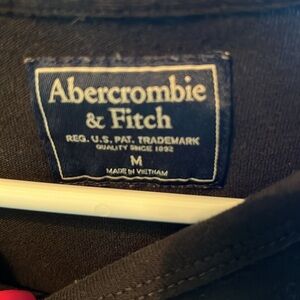 Abercrombie
& Fitch
REG. U.S. PAT. TRADEMARK
QUALITY SINCE 1892
M
MADE IN VIETNAM